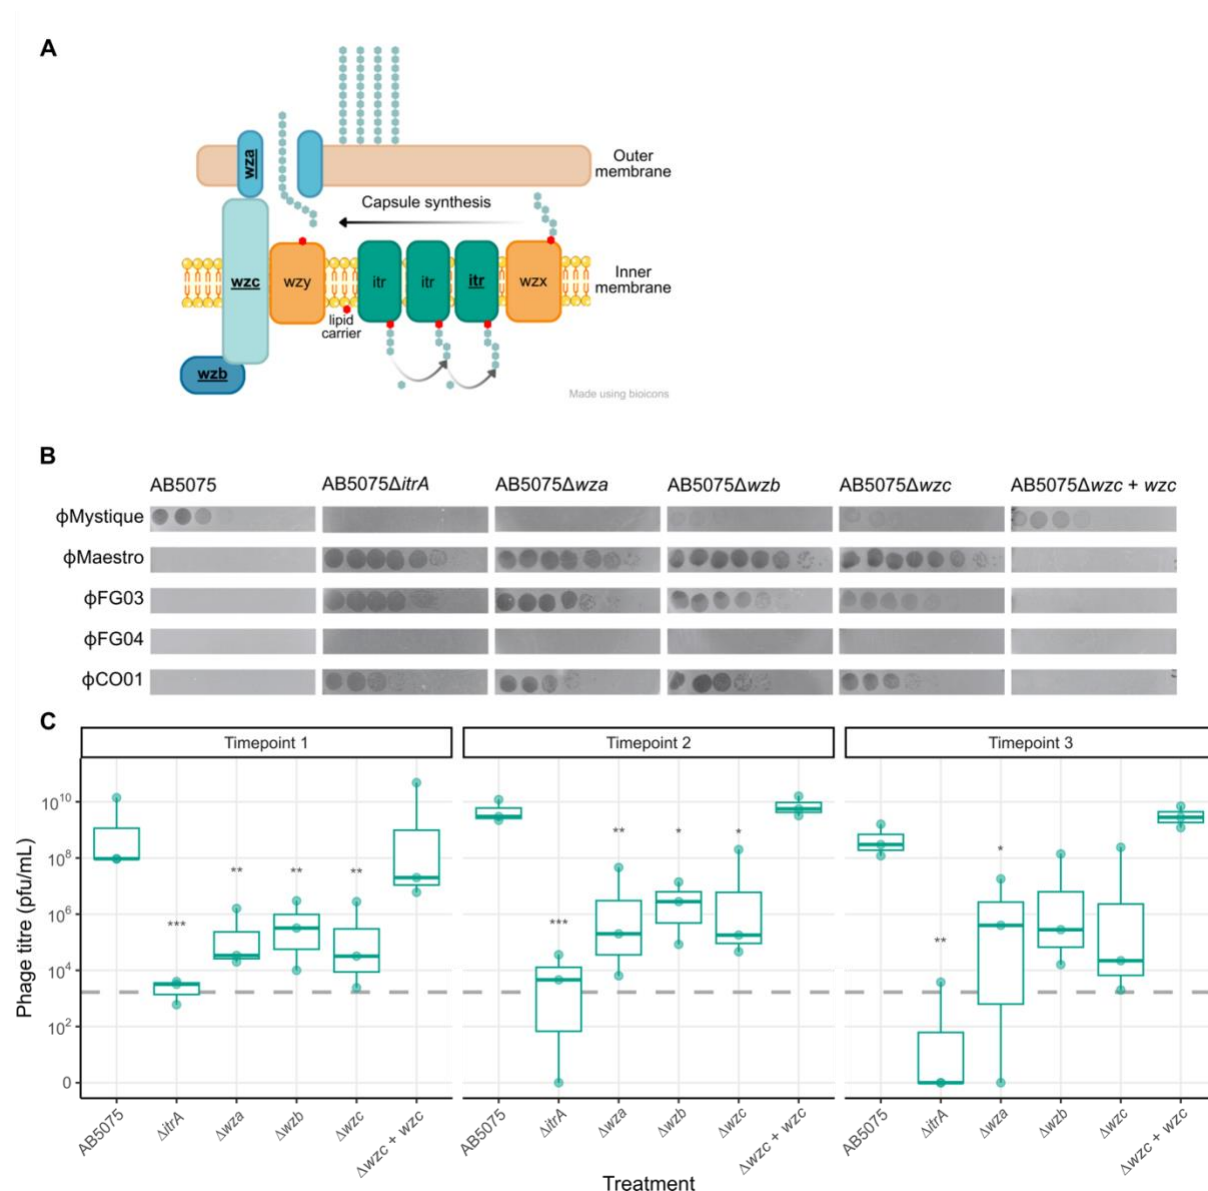 A
wza
Outer
membrane
Capsule synthesis
wzc
wzy
itr
itr
itr
wzx
Inner
membrane
lipid
carrier
wzb
Made using bioicons
B
AB5075
AB5075ΔitrA
AB5075Δwza
AB5075Δwzb
AB5075Δwzc
AB5075Δwzc + wzc
ϕMystique
ϕMaestro
ϕFG03
ϕFG04
ϕCO01
C
Timepoint 1
Timepoint 2
Timepoint 3
Phage titre (pfu/mL)
10¹⁰
10⁸
10⁶
10⁴
10²
0
***
**
**
**
***
**
*
*
**
*
AB5075
ΔitrA
Δwza
Δwzb
Δwzc
Δwzc + wzc
AB5075
ΔitrA
Δwza
Δwzb
Δwzc
Δwzc + wzc
AB5075
ΔitrA
Δwza
Δwzb
Δwzc
Δwzc + wzc
Treatment